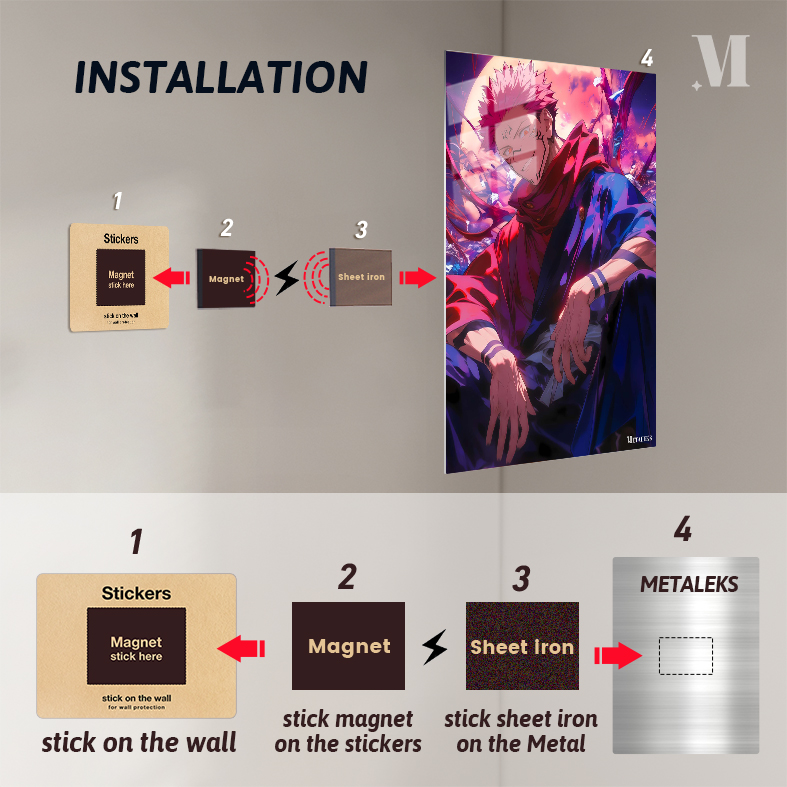 INSTALLATION
M
4
1
2
3
Stickers
Magnet
stick here
stick on the wall
for wall protection
Magnet
Sheet iron
METALEKS
1
2
3
4
Stickers
Magnet
stick here
stick on the wall
for wall protection
Magnet
Sheet iron
METALEKS
stick on the wall
stick magnet
on the stickers
stick sheet iron
on the Metal